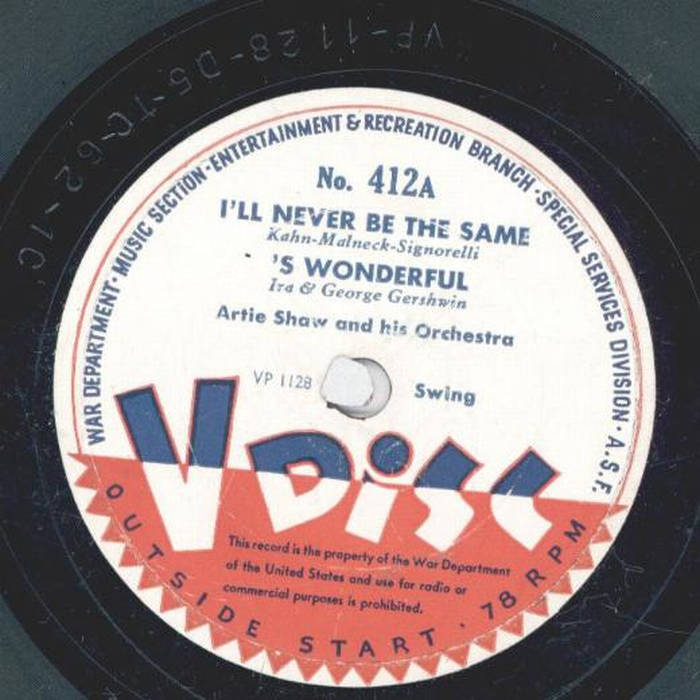 VP-1128-D5-TC-62-1C
WAR DEPARTMENT · MUSIC SECTION · ENTERTAINMENT & RECREATION BRANCH · SPECIAL SERVICES DIVISION · A.S.F.
No. 412A
I'LL NEVER BE THE SAME
Kahn-Malneck-Signorelli
'S WONDERFUL
Ira & George Gershwin
Artie Shaw and his Orchestra
VP 1128 Swing
V DISC
This record is the property of the War Department
of the United States and use for radio or
commercial purposes is prohibited.
OUTSIDE START · 78 RPM